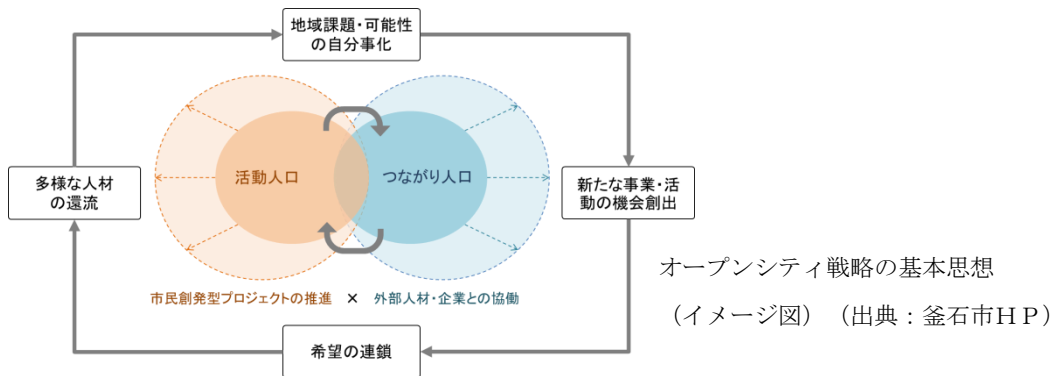 地域課題・可能性
の自分事化
活動人口
つながり人口
多様な人材
の還流
新たな事業・活
動の機会創出
市民創発型プロジェクトの推進 × 外部人材・企業との協働
希望の連鎖
オープンシティ戦略の基本思想
（イメージ図）（出典：釜石市ＨＰ）